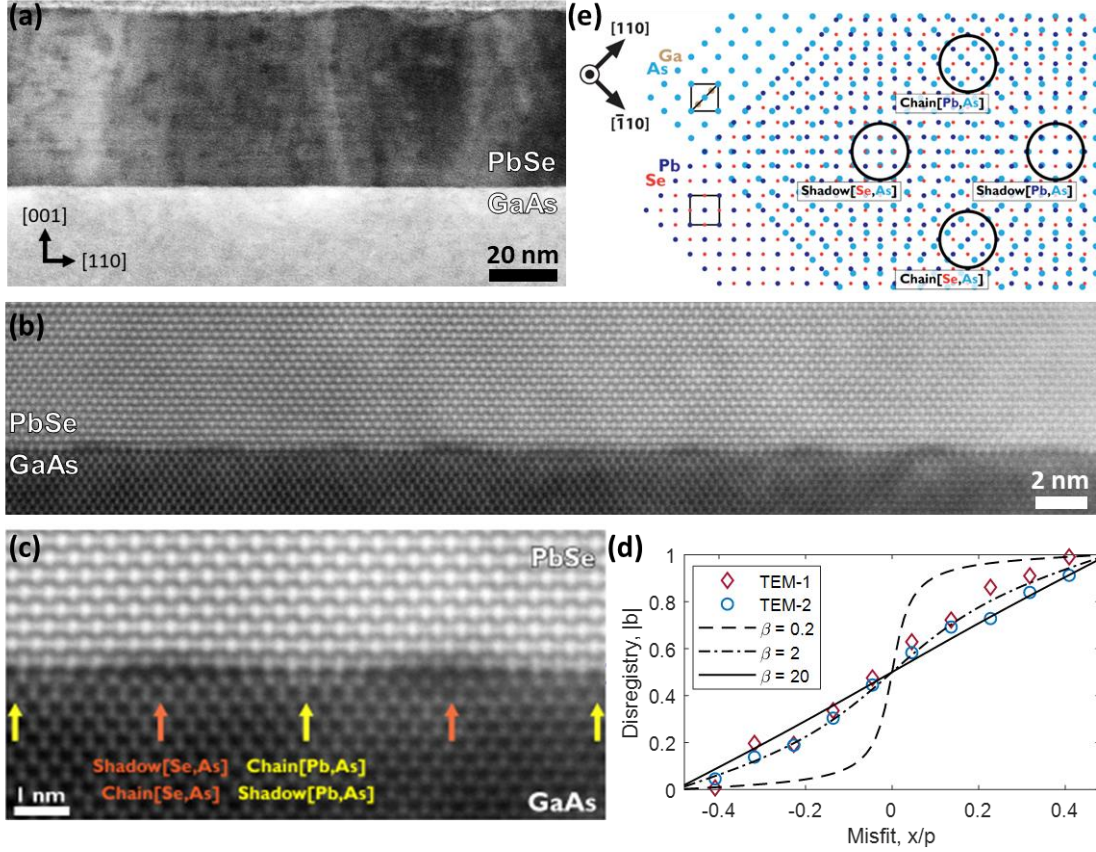 (a)
PbSe
GaAs
[001]
[110]
20 nm
(e)
[110]
Ga
As
[1̄10]
Pb
Se
Chain[Pb,As]
Shadow[Se,As]
Shadow[Pb,As]
Chain[Se,As]
(b)
PbSe
GaAs
2 nm
(c)
PbSe
Shadow[Se,As]
Chain[Pb,As]
Chain[Se,As]
Shadow[Pb,As]
1 nm
GaAs
(d)
1
0.8
0.6
0.4
0.2
0
Disregistry, |b|
TEM-1
TEM-2
β = 0.2
β = 2
β = 20
-0.4
-0.2
0
0.2
0.4
Misfit, x/p